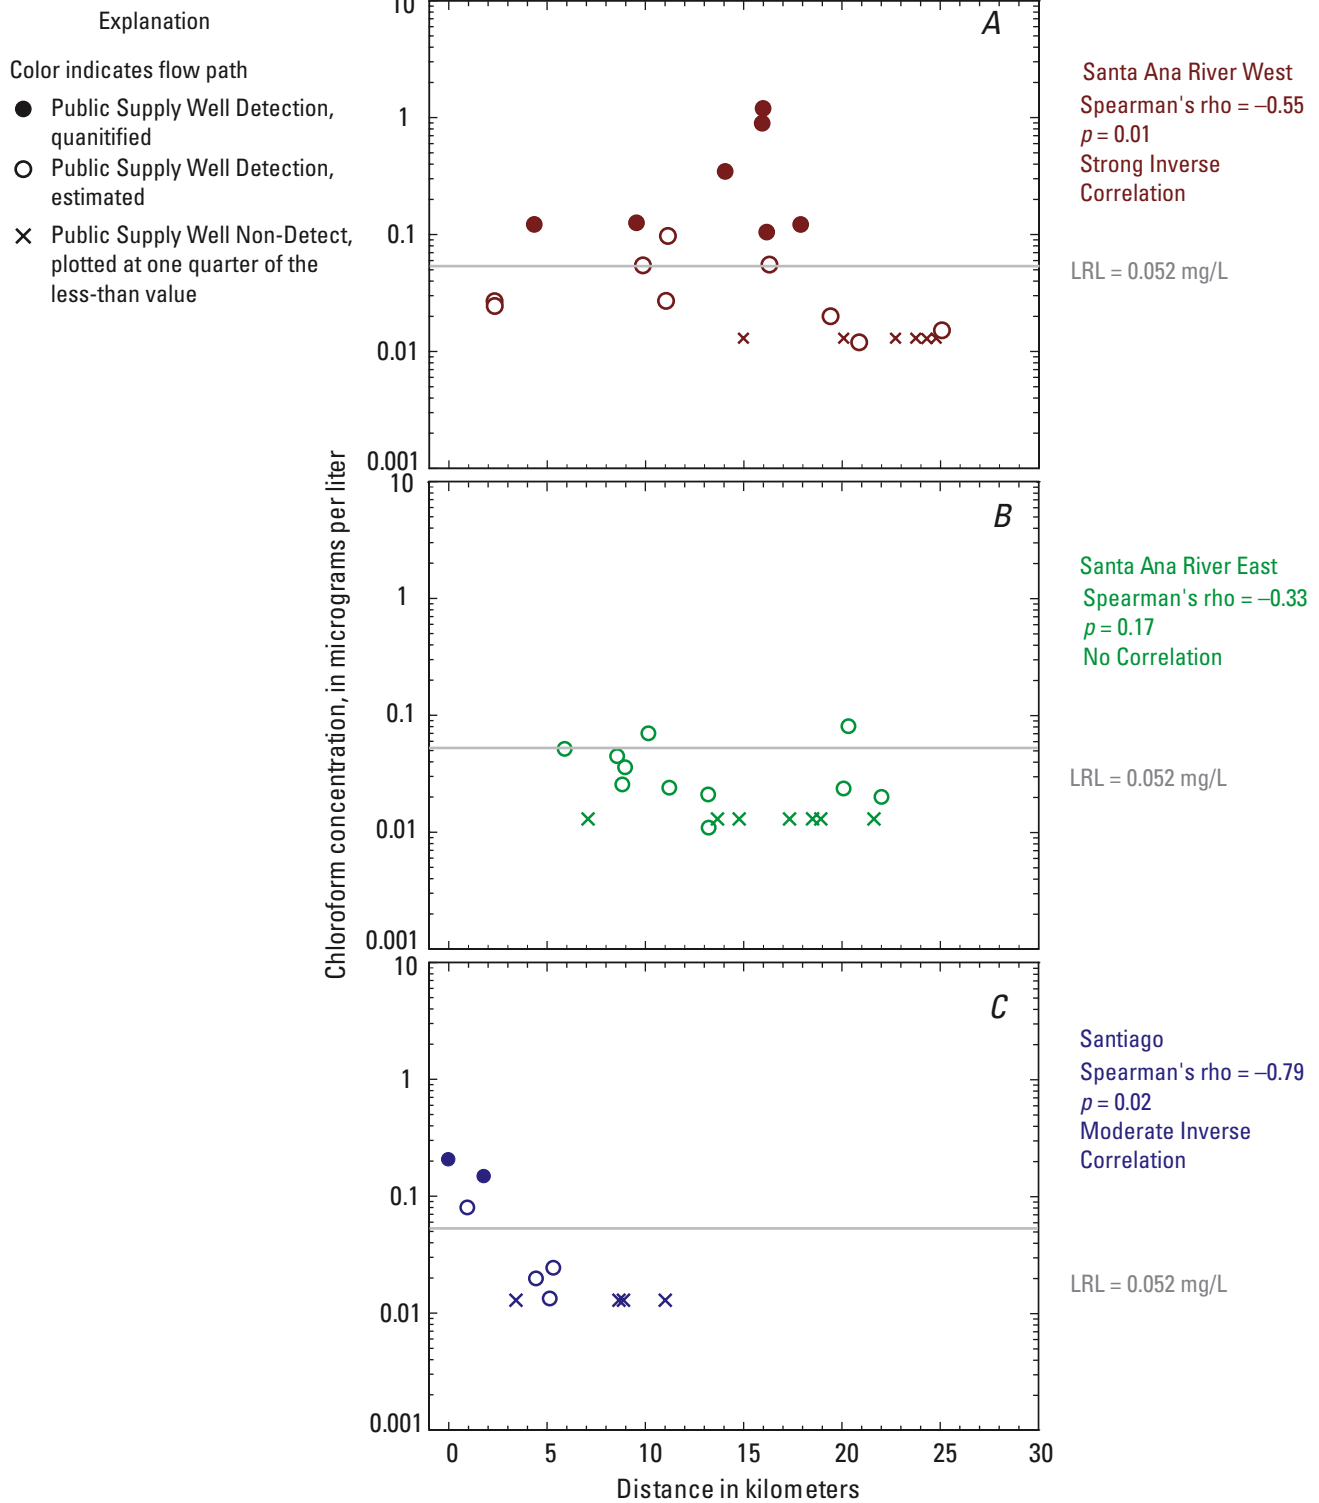 Explanation
Color indicates flow path
Public Supply Well Detection,
quanitified
Public Supply Well Detection,
estimated
Public Supply Well Non-Detect,
plotted at one quarter of the
less-than value
Chloroform concentration, in micrograms per liter
10
1
0.1
0.01
0.001
A
Santa Ana River West
Spearman's rho = –0.55
p = 0.01
Strong Inverse
Correlation
LRL = 0.052 mg/L
10
1
0.1
0.01
0.001
B
Santa Ana River East
Spearman's rho = –0.33
p = 0.17
No Correlation
LRL = 0.052 mg/L
10
1
0.1
0.01
0.001
C
Santiago
Spearman's rho = –0.79
p = 0.02
Moderate Inverse
Correlation
LRL = 0.052 mg/L
0 5 10 15 20 25 30
Distance in kilometers